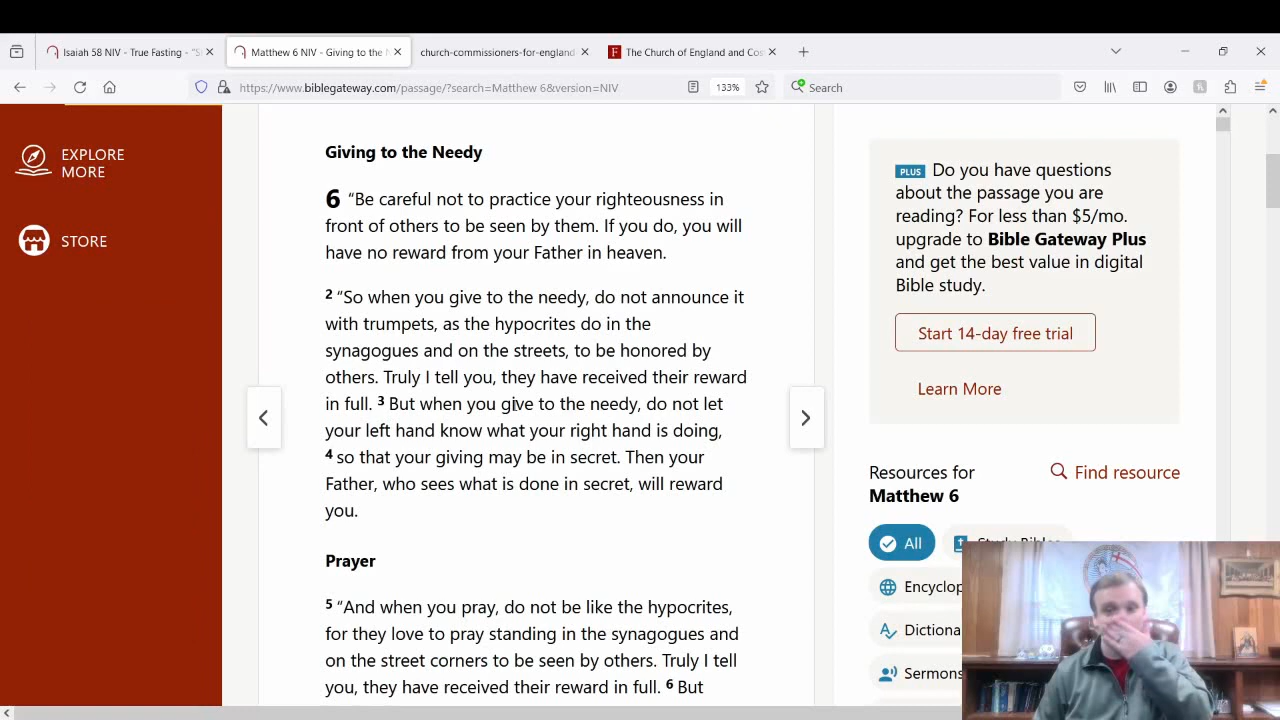 Isaiah 58 NIV - True Fasting - "S
Matthew 6 NIV - Giving to the N
church-commissioners-for-england
The Church of England and Cos
https://www.biblegateway.com/passage/?search=Matthew 6&version=NIV
133%
Search
EXPLORE
MORE
STORE
Giving to the Needy
6 “Be careful not to practice your righteousness in
front of others to be seen by them. If you do, you will
have no reward from your Father in heaven.
2 “So when you give to the needy, do not announce it
with trumpets, as the hypocrites do in the
synagogues and on the streets, to be honored by
others. Truly I tell you, they have received their reward
in full. 3 But when you give to the needy, do not let
your left hand know what your right hand is doing,
4 so that your giving may be in secret. Then your
Father, who sees what is done in secret, will reward
you.
Prayer
5 “And when you pray, do not be like the hypocrites,
for they love to pray standing in the synagogues and
on the street corners to be seen by others. Truly I tell
you, they have received their reward in full. 6 But
PLUS Do you have questions
about the passage you are
reading? For less than $5/mo.
upgrade to Bible Gateway Plus
and get the best value in digital
Bible study.
Start 14-day free trial
Learn More
Resources for
Matthew 6
Find resource
All
Study Bibles
Encyclop
Dictiona
Sermons